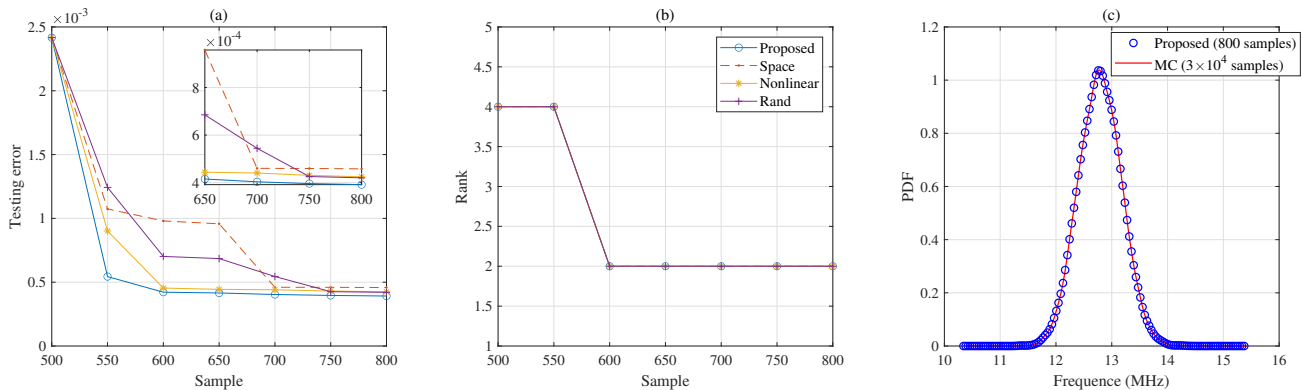 (a)
×10⁻³
2.5
2
1.5
1
0.5
0
Testing error
500 550 600 650 700 750 800
Sample
×10⁻⁴
8
6
4
650 700 750 800
(b)
5
4.5
4
3.5
3
2.5
2
1.5
1
Rank
500 550 600 650 700 750 800
Sample
Proposed
Space
Nonlinear
Rand
(c)
1.2
1
0.8
0.6
0.4
0.2
0
PDF
10 11 12 13 14 15 16
Frequence (MHz)
Proposed (800 samples)
MC (3×10⁴ samples)